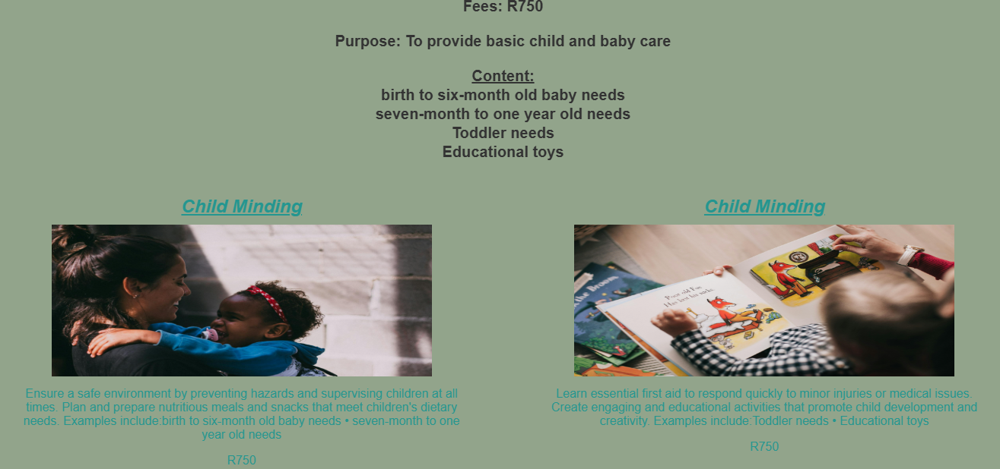 Fees: R750
Purpose: To provide basic child and baby care
Content:
birth to six-month old baby needs
seven-month to one year old needs
Toddler needs
Educational toys
Child Minding
Ensure a safe environment by preventing hazards and supervising children at all
times. Plan and prepare nutritious meals and snacks that meet children's dietary
needs. Examples include:birth to six-month old baby needs • seven-month to one
year old needs
R750
Child Minding
the Brooms
Poor old Fox
Has lost his socks.
Learn essential first aid to respond quickly to minor injuries or medical issues.
Create engaging and educational activities that promote child development and
creativity. Examples include:Toddler needs • Educational toys
R750